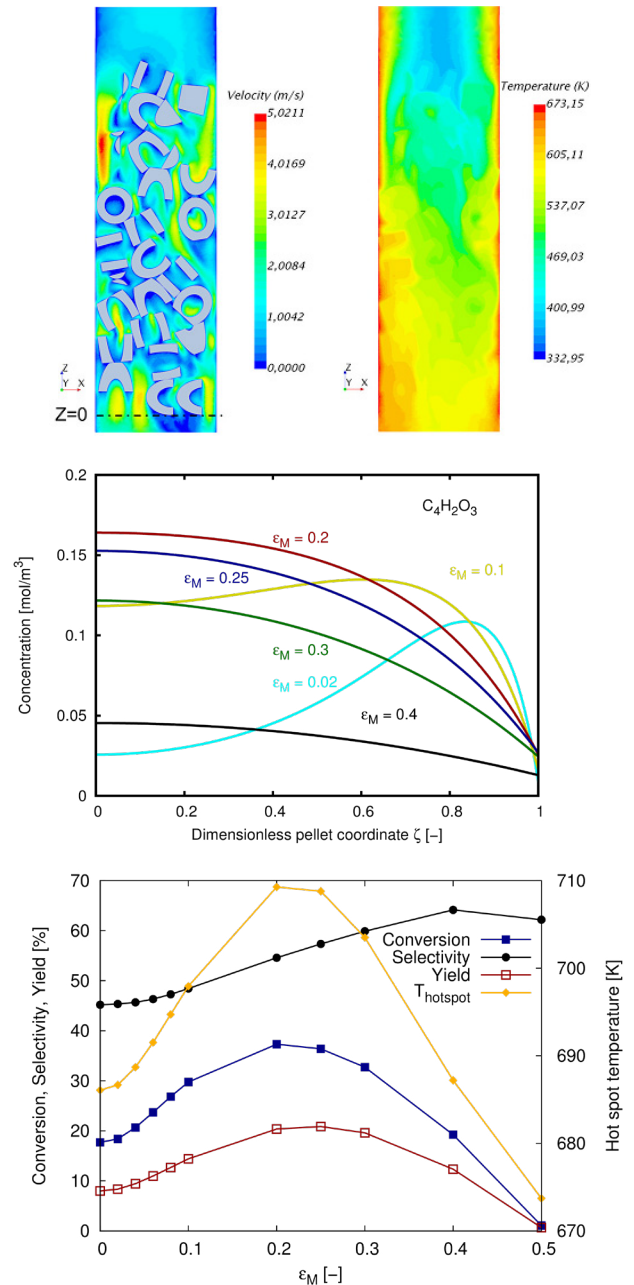 Velocity (m/s)
5,0211
4,0169
3,0127
2,0084
1,0042
0,0000
Z
Y X
Z=0
Temperature (K)
673,15
605,11
537,07
469,03
400,99
332,95
Z
Y X
0.2
0.15
0.1
0.05
0
Concentration [mol/m³]
C₄H₂O₃
εM = 0.2
εM = 0.25
εM = 0.1
εM = 0.3
εM = 0.02
εM = 0.4
0 0.2 0.4 0.6 0.8 1
Dimensionless pellet coordinate ζ [-]
70
60
50
40
30
20
10
0
Conversion, Selectivity, Yield [%]
Conversion
Selectivity
Yield
Thotspot
710
700
690
680
670
Hot spot temperature [K]
0 0.1 0.2 0.3 0.4 0.5
εM [-]